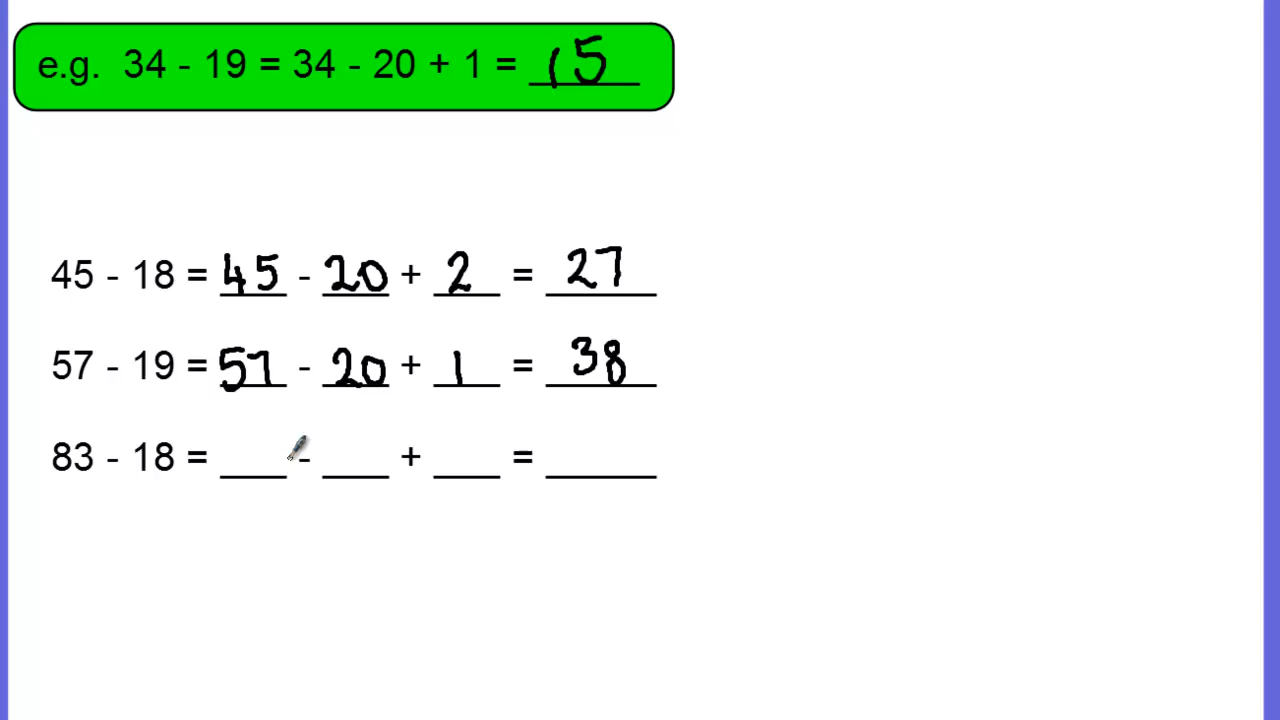 e.g. 34 - 19 = 34 - 20 + 1 = 15
45 - 18 = 45 - 20 + 2 = 27
57 - 19 = 57 - 20 + 1 = 38
83 - 18 = ___ - ___ + ___ = _____